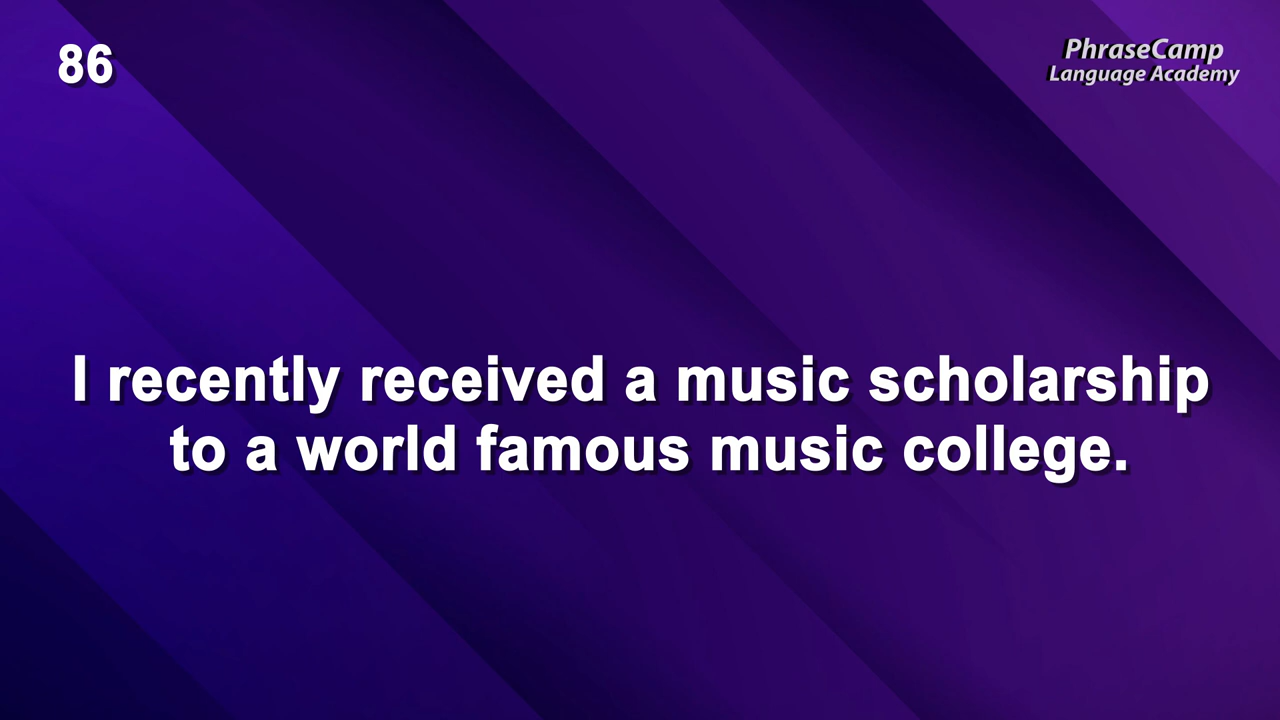 86
PhraseCamp
Language Academy
I recently received a music scholarship
to a world famous music college.